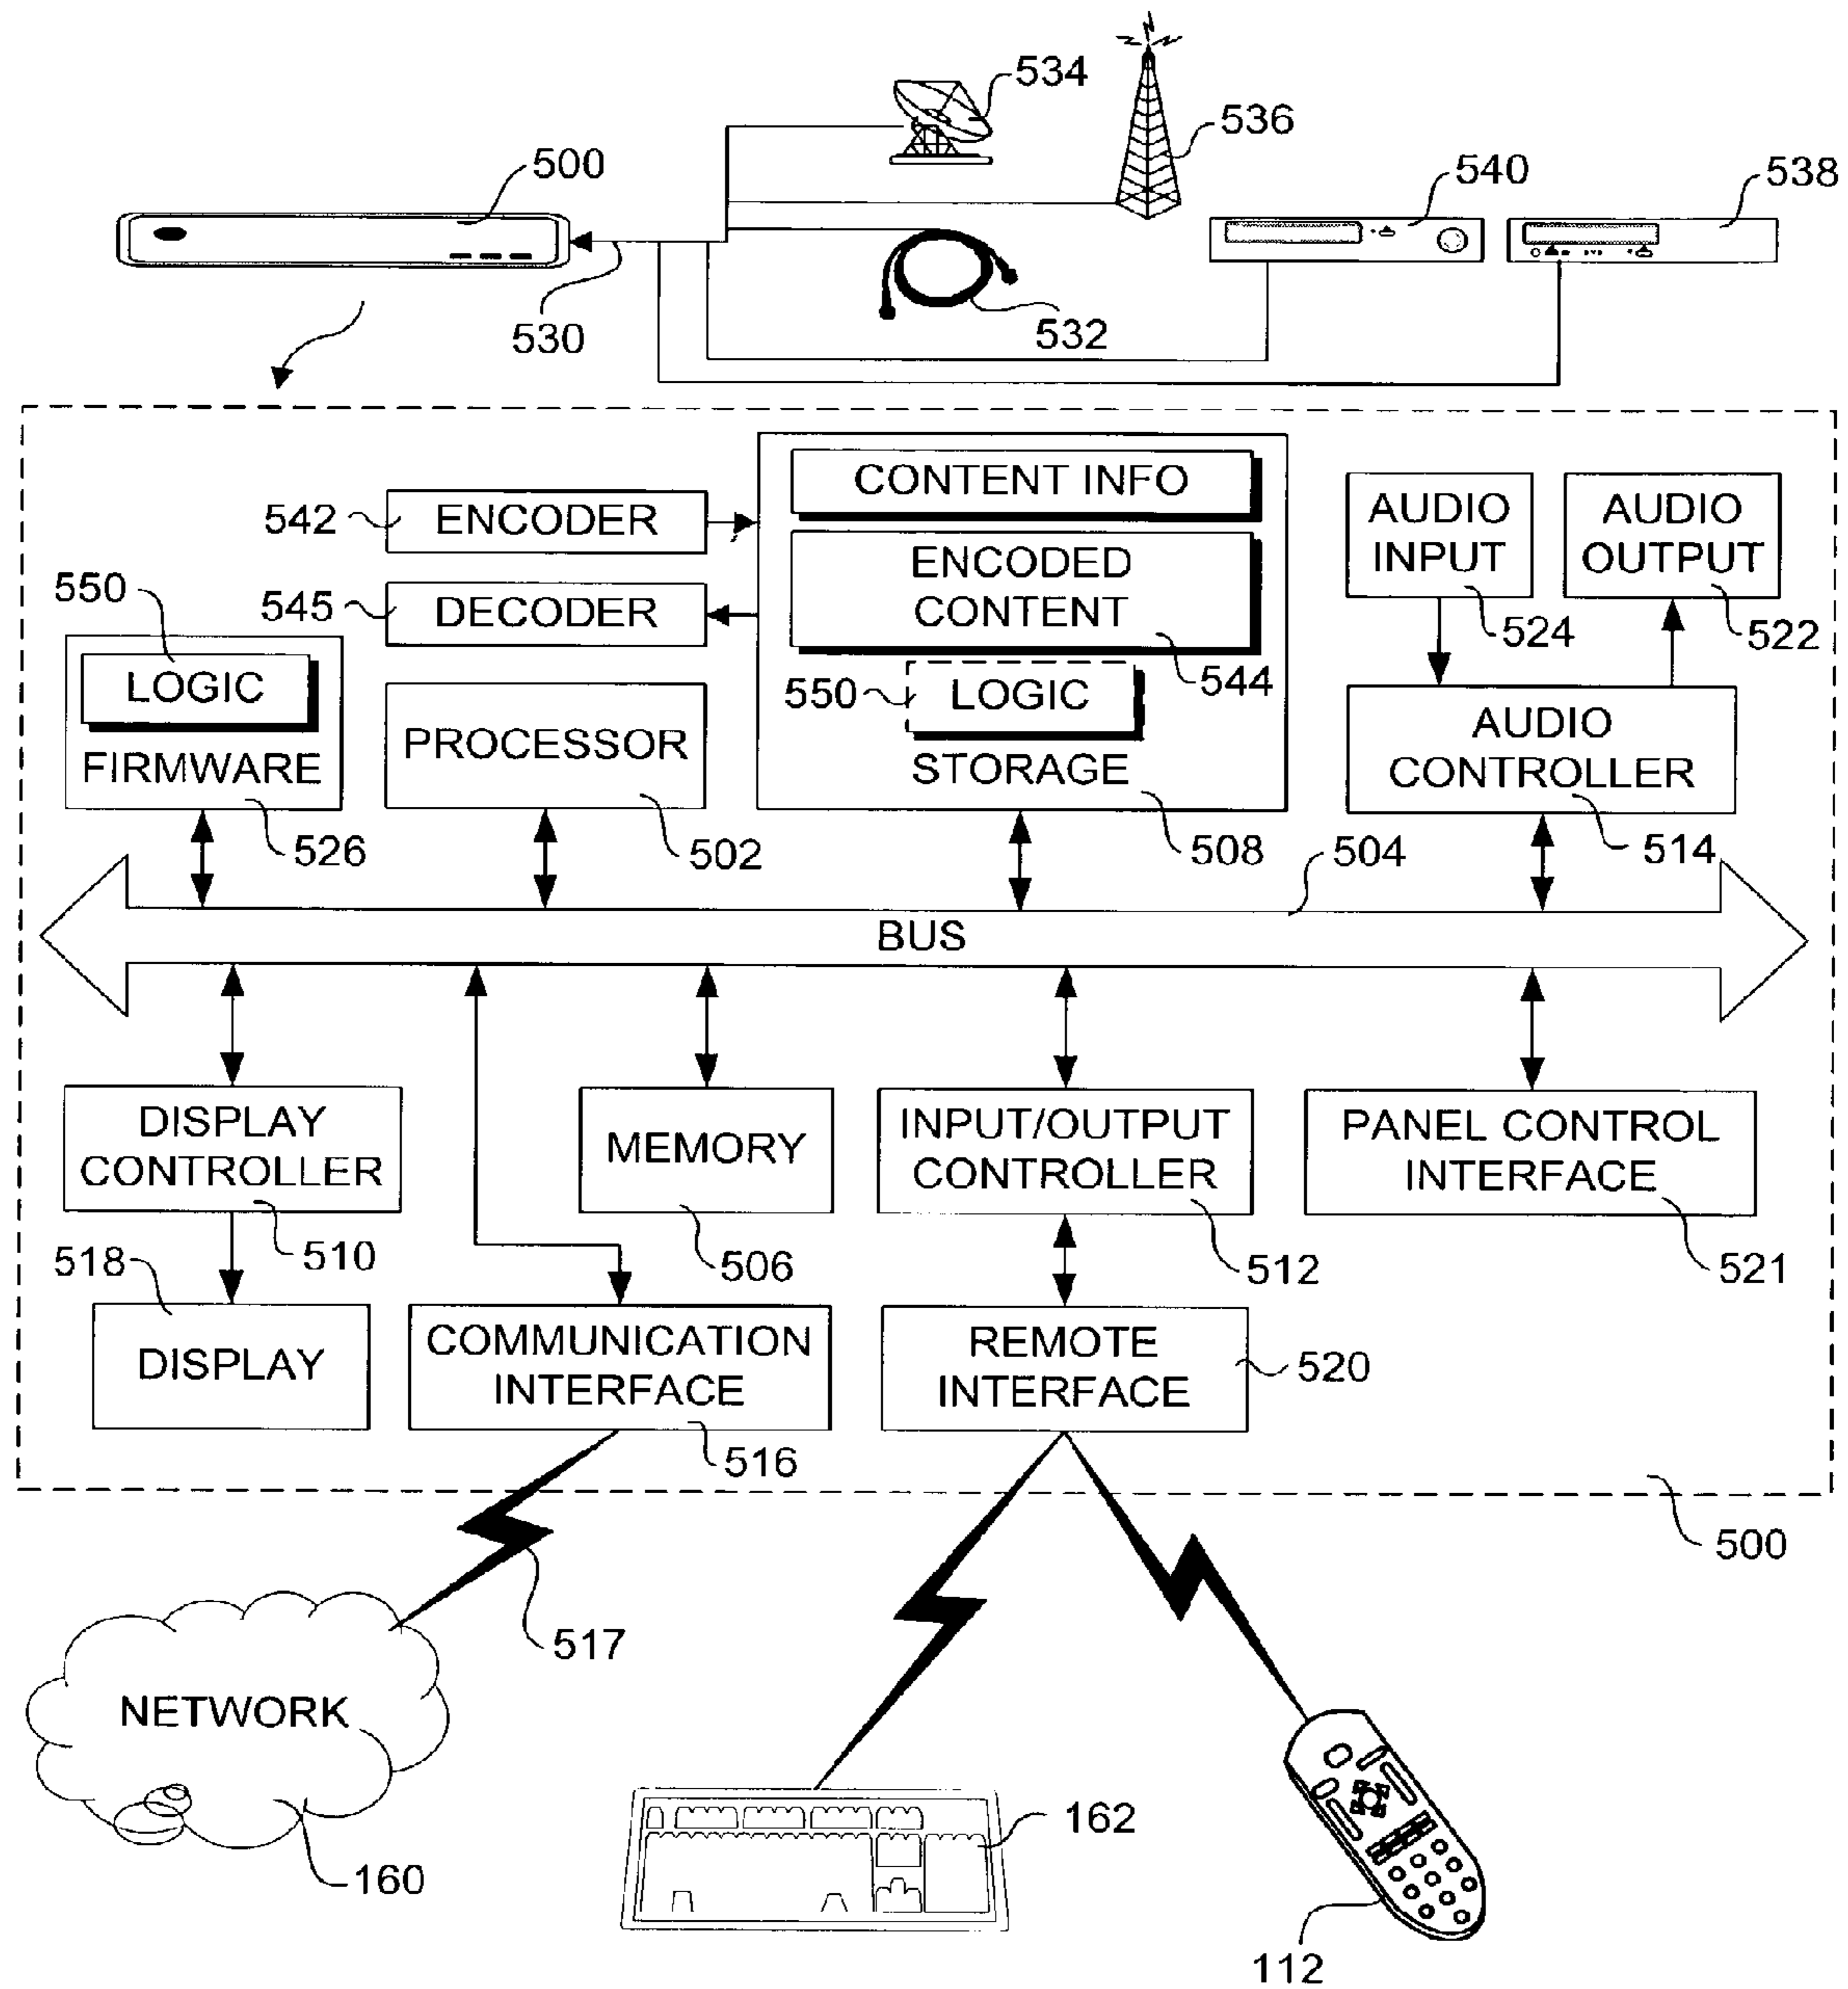 534
536
500
540
538
530
532
CONTENT INFO
542
ENCODER
ENCODED
CONTENT
AUDIO
INPUT
AUDIO
OUTPUT
550
545
DECODER
524
522
LOGIC
FIRMWARE
PROCESSOR
550
LOGIC
544
STORAGE
AUDIO
CONTROLLER
526
502
508
504
514
BUS
DISPLAY
CONTROLLER
MEMORY
INPUT/OUTPUT
CONTROLLER
PANEL CONTROL
INTERFACE
518
510
506
512
521
DISPLAY
COMMUNICATION
INTERFACE
REMOTE
INTERFACE
520
516
500
517
NETWORK
160
162
112